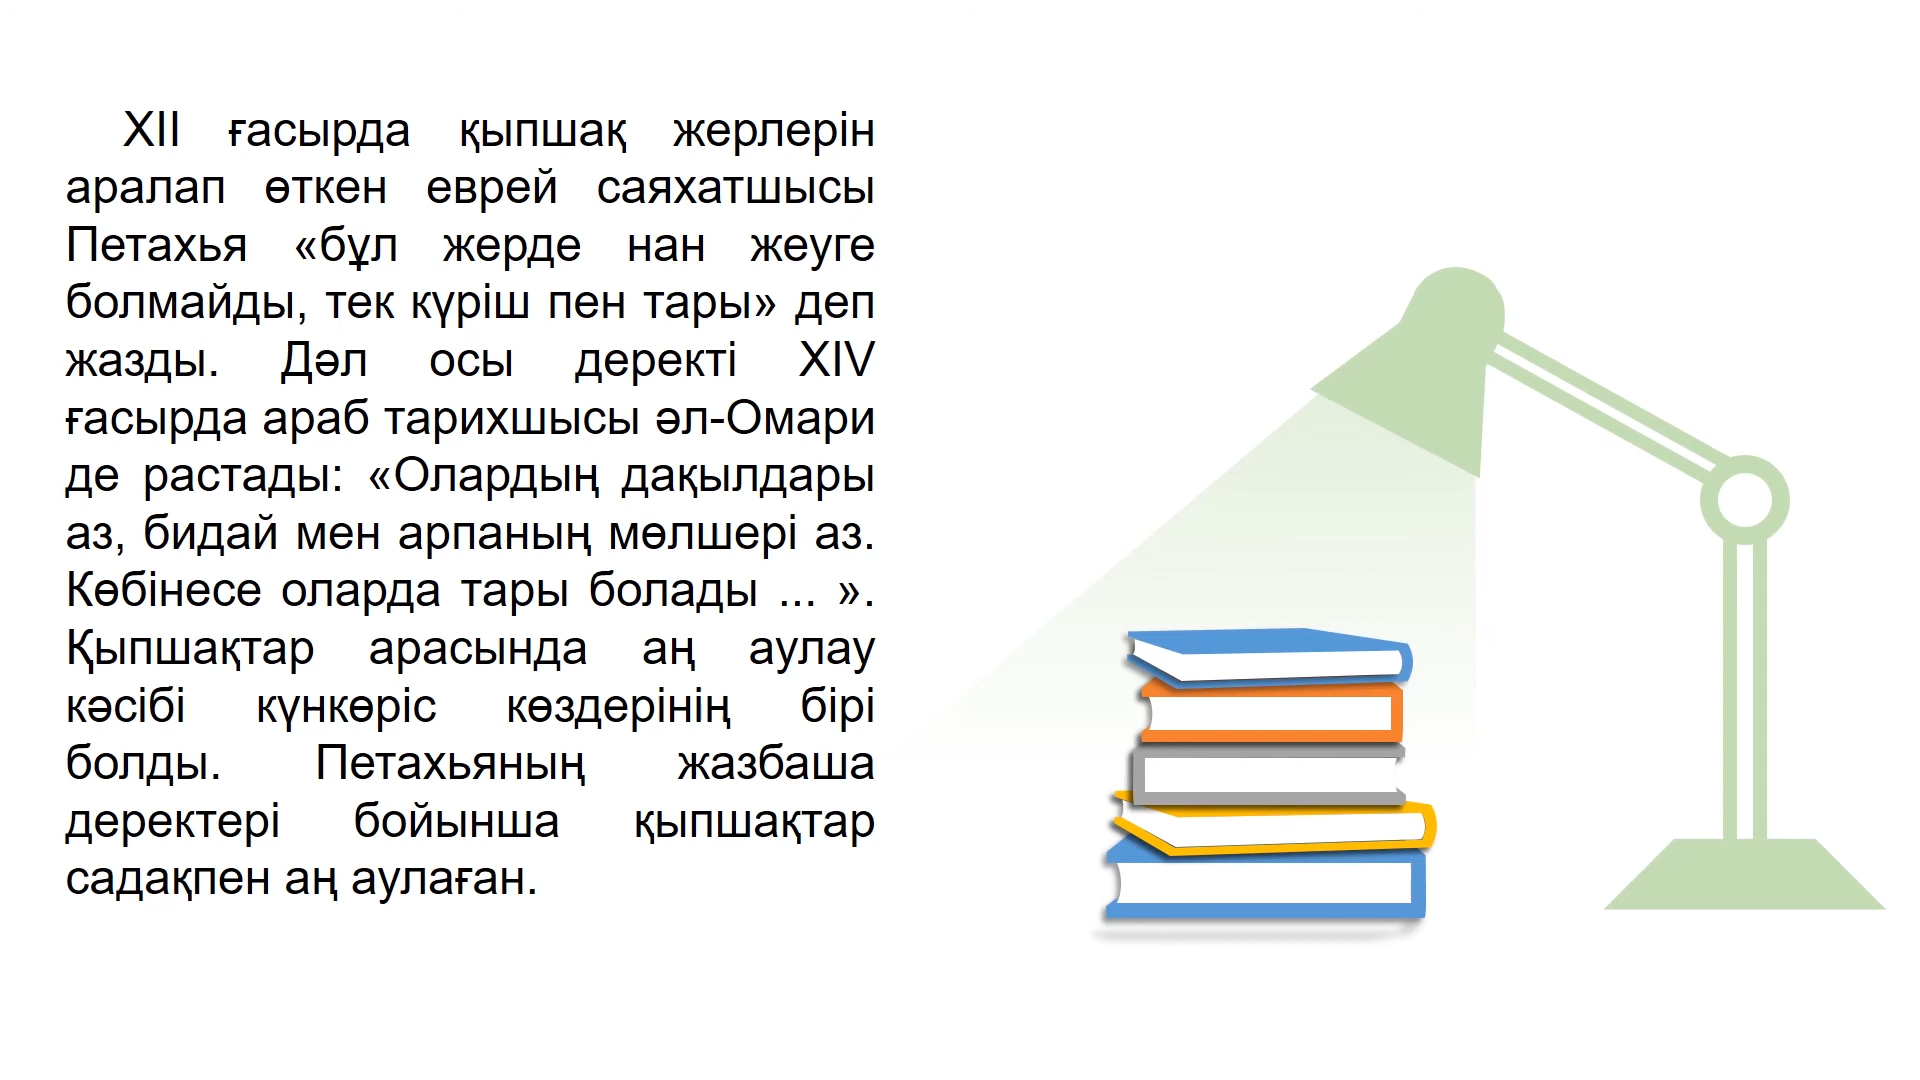 XII ғасырда қыпшақ жерлерін
аралап өткен еврей саяхатшысы
Петахья «бұл жерде нан жеуге
болмайды, тек күріш пен тары» деп
жазды. Дәл осы деректі XIV
ғасырда араб тарихшысы әл-Омари
де растады: «Олардың дақылдары
аз, бидай мен арпаның мөлшері аз.
Көбінесе оларда тары болады ... ».
Қыпшақтар арасында аң аулау
кәсібі күнкөріс көздерінің бірі
болды. Петахьяның жазбаша
деректері бойынша қыпшақтар
садақпен аң аулаған.